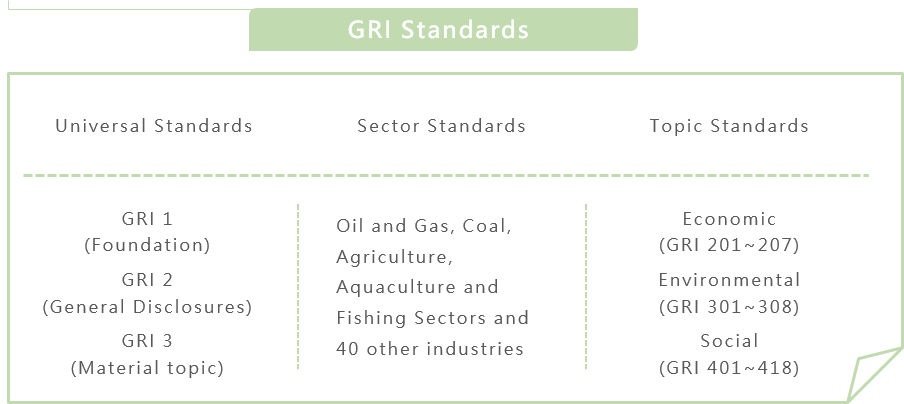 GRI Standards
Universal Standards
Sector Standards
Topic Standards
GRI 1
(Foundation)
GRI 2
(General Disclosures)
GRI 3
(Material topic)
Oil and Gas, Coal,
Agriculture,
Aquaculture and
Fishing Sectors and
40 other industries
Economic
(GRI 201~207)
Environmental
(GRI 301~308)
Social
(GRI 401~418)